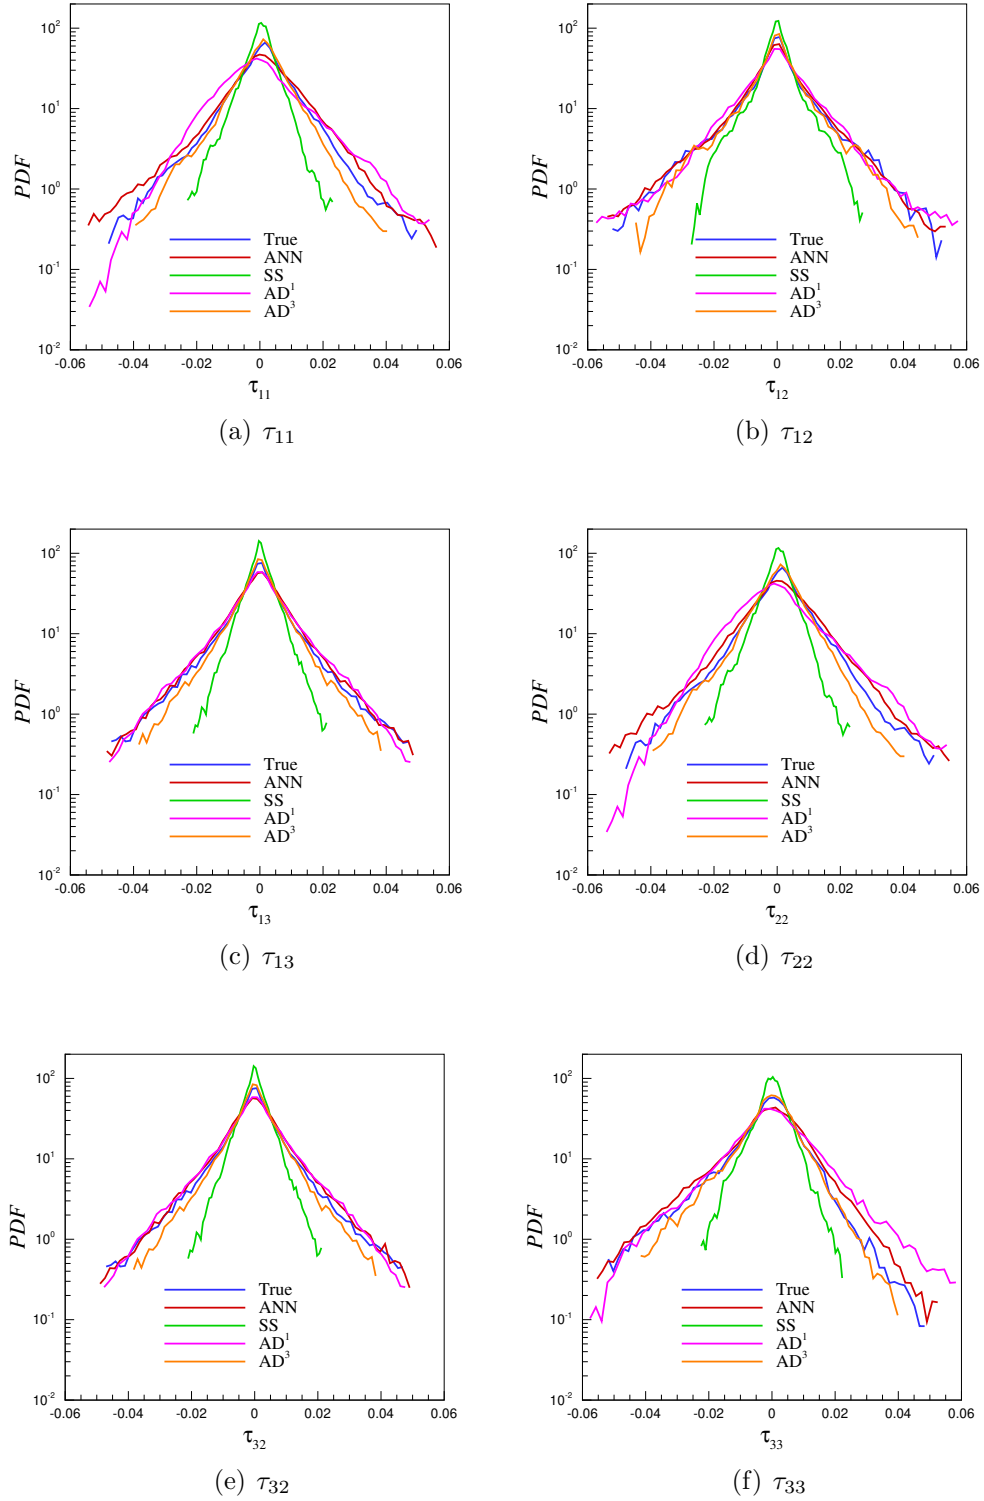 10² 10¹ 10⁰ 10⁻¹ 10⁻²
PDF
True
ANN
SS
AD¹
AD³
-0.06 -0.04 -0.02 0 0.02 0.04 0.06
τ₁₁
(a) τ₁₁
10² 10¹ 10⁰ 10⁻¹ 10⁻²
PDF
True
ANN
SS
AD¹
AD³
-0.06 -0.04 -0.02 0 0.02 0.04 0.06
τ₁₂
(b) τ₁₂
10² 10¹ 10⁰ 10⁻¹ 10⁻²
PDF
True
ANN
SS
AD¹
AD³
-0.06 -0.04 -0.02 0 0.02 0.04 0.06
τ₁₃
(c) τ₁₃
10² 10¹ 10⁰ 10⁻¹ 10⁻²
PDF
True
ANN
SS
AD¹
AD³
-0.06 -0.04 -0.02 0 0.02 0.04 0.06
τ₂₂
(d) τ₂₂
10² 10¹ 10⁰ 10⁻¹ 10⁻²
PDF
True
ANN
SS
AD¹
AD³
-0.06 -0.04 -0.02 0 0.02 0.04 0.06
τ₃₂
(e) τ₃₂
10² 10¹ 10⁰ 10⁻¹ 10⁻²
PDF
True
ANN
SS
AD¹
AD³
-0.06 -0.04 -0.02 0 0.02 0.04 0.06
τ₃₃
(f) τ₃₃